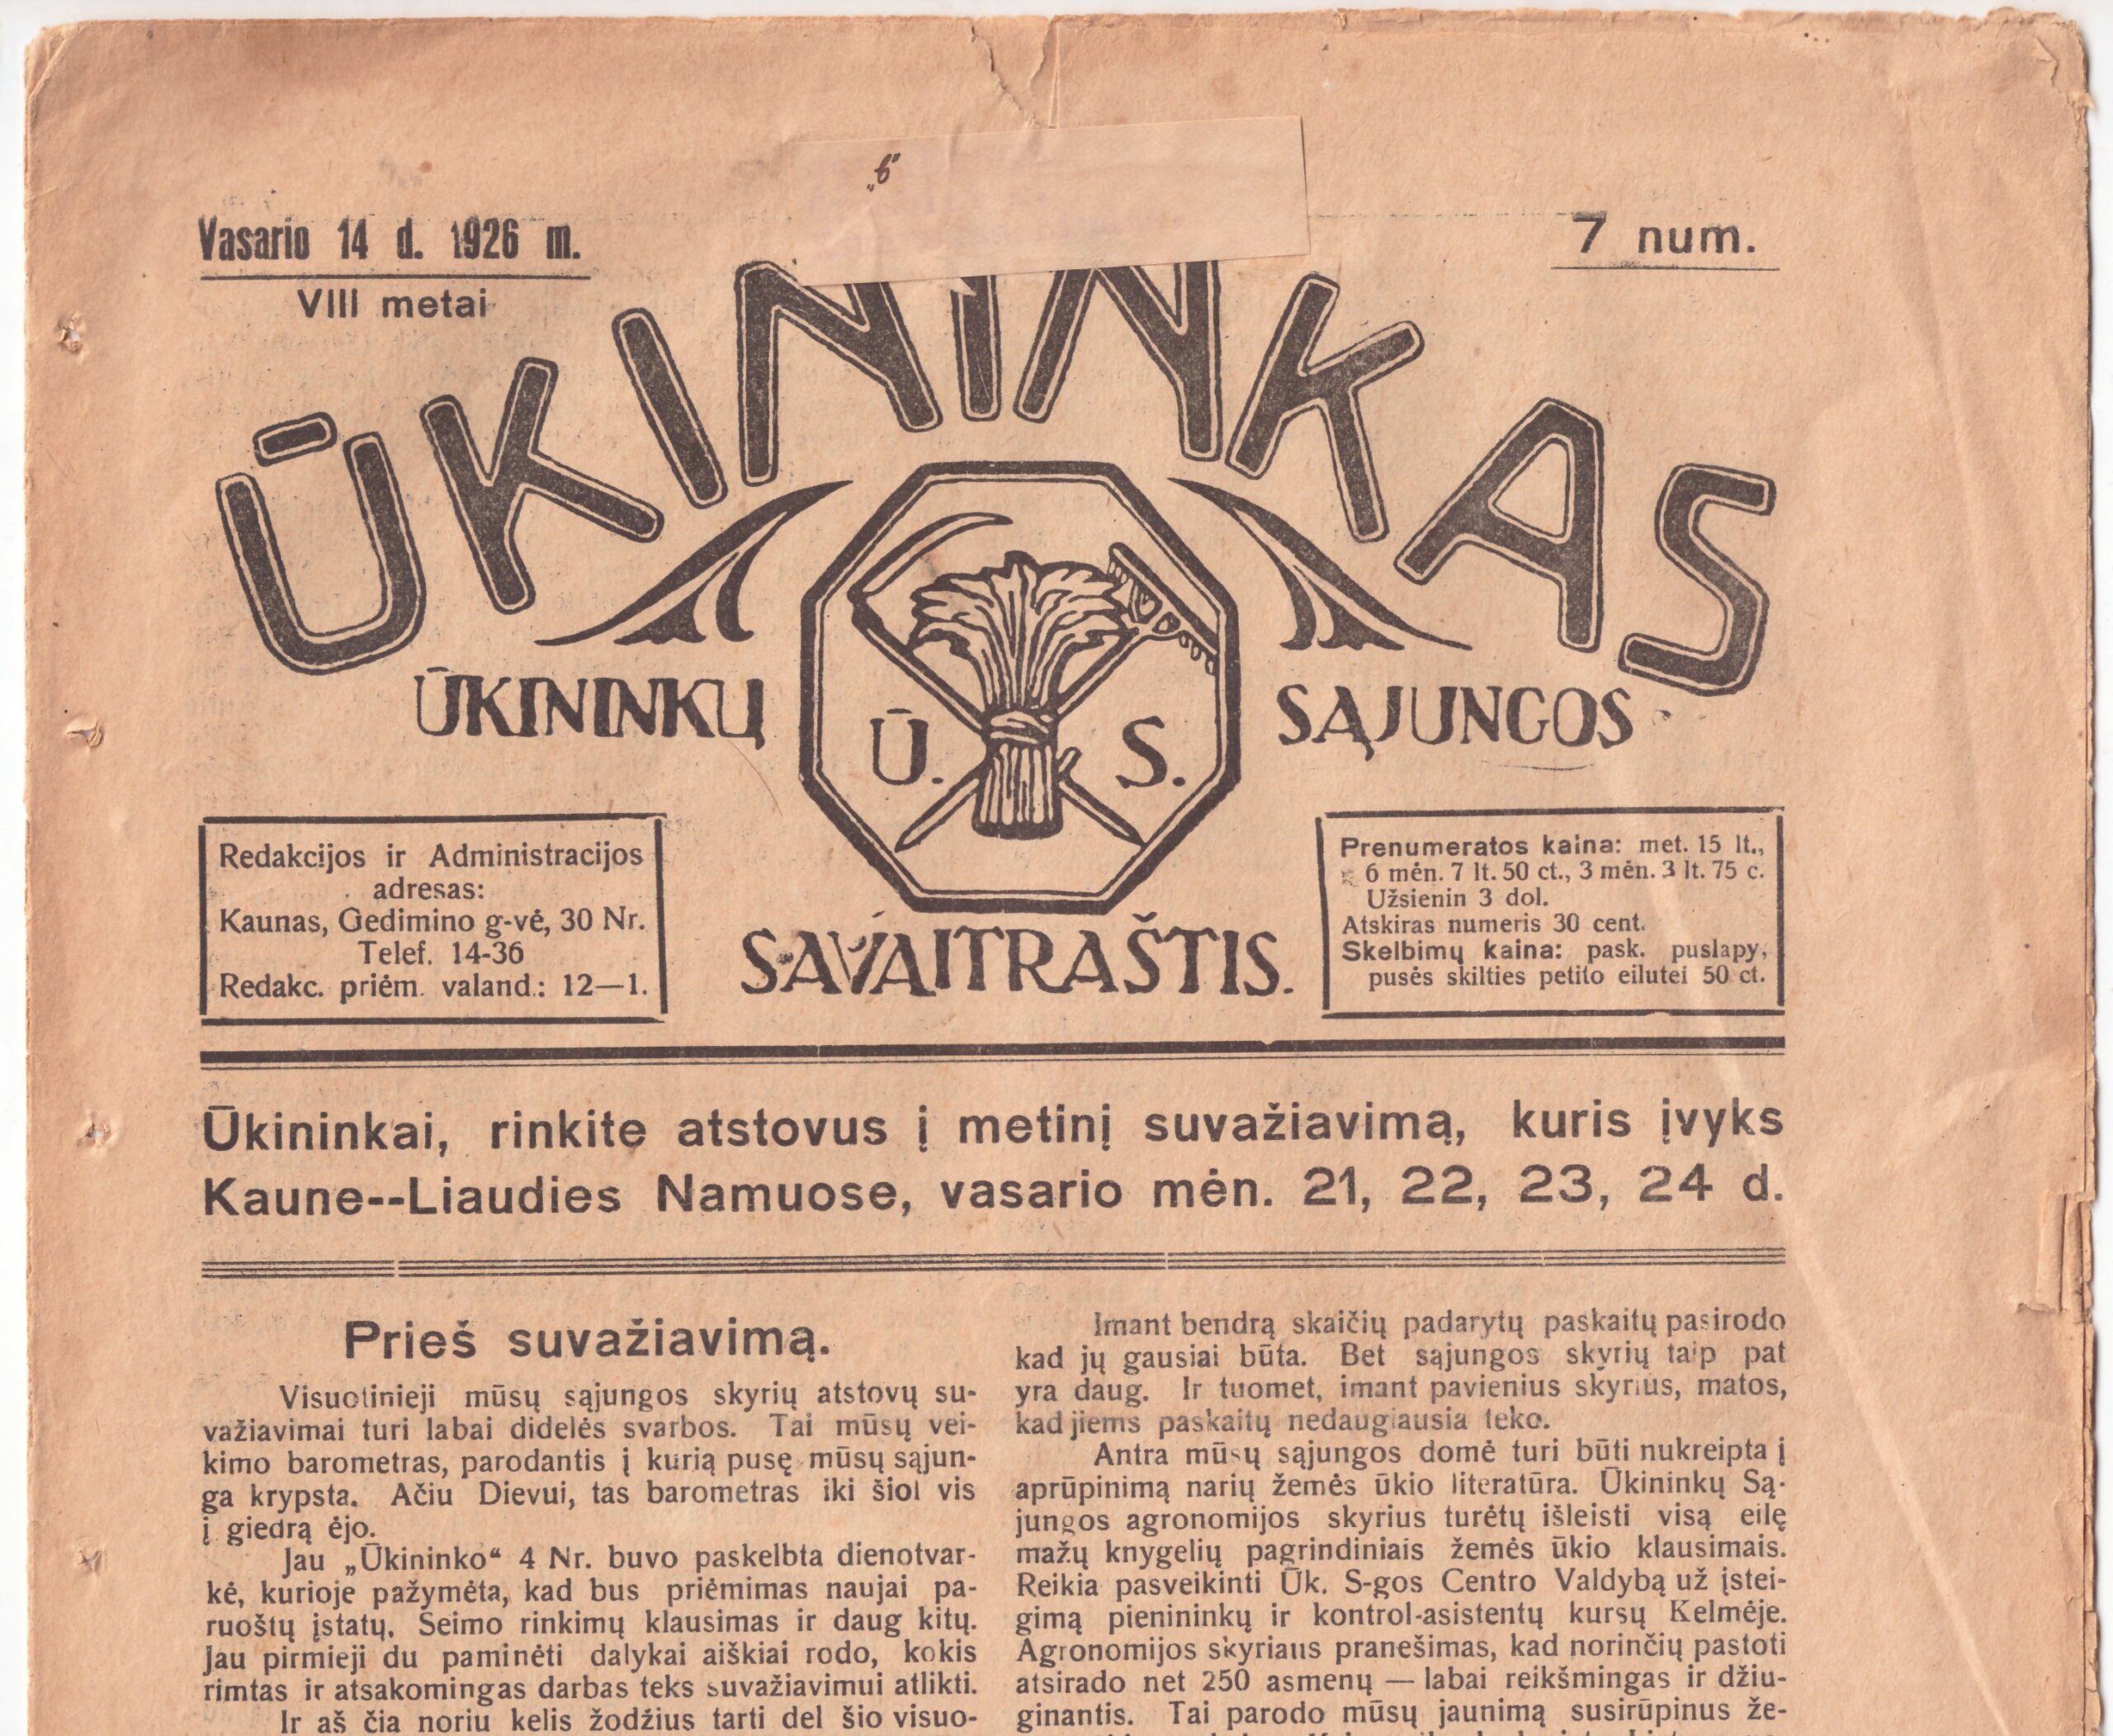 „6“
Vasario 14 d. 1926 m.
7 num.
VIII metai
ŪKININKAS
ŪKININKŲ
SĄJUNGOS
Ū. S.
SAVAITRAŠTIS.
Redakcijos ir Administracijos
adresas:
Kaunas, Gedimino g-vė, 30 Nr.
Telef. 14-36
Redakc. priėm. valand.: 12—1.
Prenumeratos kaina: met. 15 lt.,
6 mėn. 7 lt. 50 ct., 3 mėn. 3 lt. 75 c.
Užsienin 3 dol.
Atskiras numeris 30 cent.
Skelbimų kaina: pask. puslapy,
pusės skilties petito eilutei 50 ct.
Ūkininkai, rinkite atstovus į metinį suvažiavimą, kuris įvyks
Kaune--Liaudies Namuose, vasario mėn. 21, 22, 23, 24 d.
Prieš suvažiavimą.
Visuotinieji mūsų sąjungos skyrių atstovų su-
važiavimai turi labai didelės svarbos. Tai mūsų vei-
kimo barometras, parodantis į kurią pusę mūsų sąjun-
ga krypsta. Ačiu Dievui, tas barometras iki šiol vis
į giedrą ėjo.
Jau „Ūkininko“ 4 Nr. buvo paskelbta dienotvar-
kė, kurioje pažymėta, kad bus priėmimas naujai pa-
ruoštų įstatų, Seimo rinkimų klausimas ir daug kitų.
Jau pirmieji du paminėti dalykai aiškiai rodo, kokis
rimtas ir atsakomingas darbas teks suvažiavimui atlikti.
Ir aš čia noriu kelis žodžius tarti del šio visuo-
Imant bendrą skaičių padarytų paskaitų pasirodo
kad jų gausiai būta. Bet sąjungos skyrių taip pat
yra daug. Ir tuomet, imant pavienius skyrius, matos,
kad jiems paskaitų nedaugiausia teko.
Antra mūsų sąjungos domė turi būti nukreipta į
aprūpinimą narių žemės ūkio literatūra. Ūkininkų Są-
jungos agronomijos skyrius turėtų išleisti visą eilę
mažų knygelių pagrindiniais žemės ūkio klausimais.
Reikia pasveikinti Ūk. S-gos Centro Valdybą už įstei-
gimą pienininkų ir kontrol-asistentų kursų Kelmėje.
Agronomijos skyriaus pranešimas, kad norinčių pastoti
atsirado net 250 asmenų — labai reikšmingas ir džiu-
ginantis. Tai parodo mūsų jaunimą susirūpinus že-